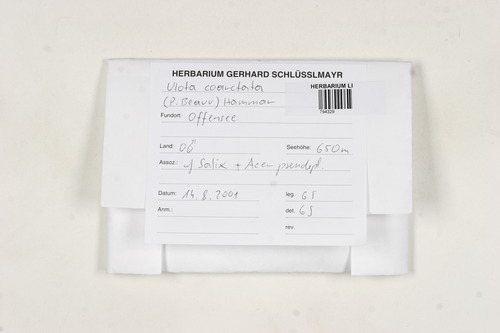 HERBARIUM GERHARD SCHLÜSSLMAYR
Ulota coarctata
(P. Beauv.) Hammar
HERBARIUM LI
794329
Fundort: Offensee
Land: OÖ
Seehöhe: 650m
Assoz.: Salix + Acer pseudopl.
Datum: 14.8.2001
leg. GS
Anm.:
det. GS
rev.